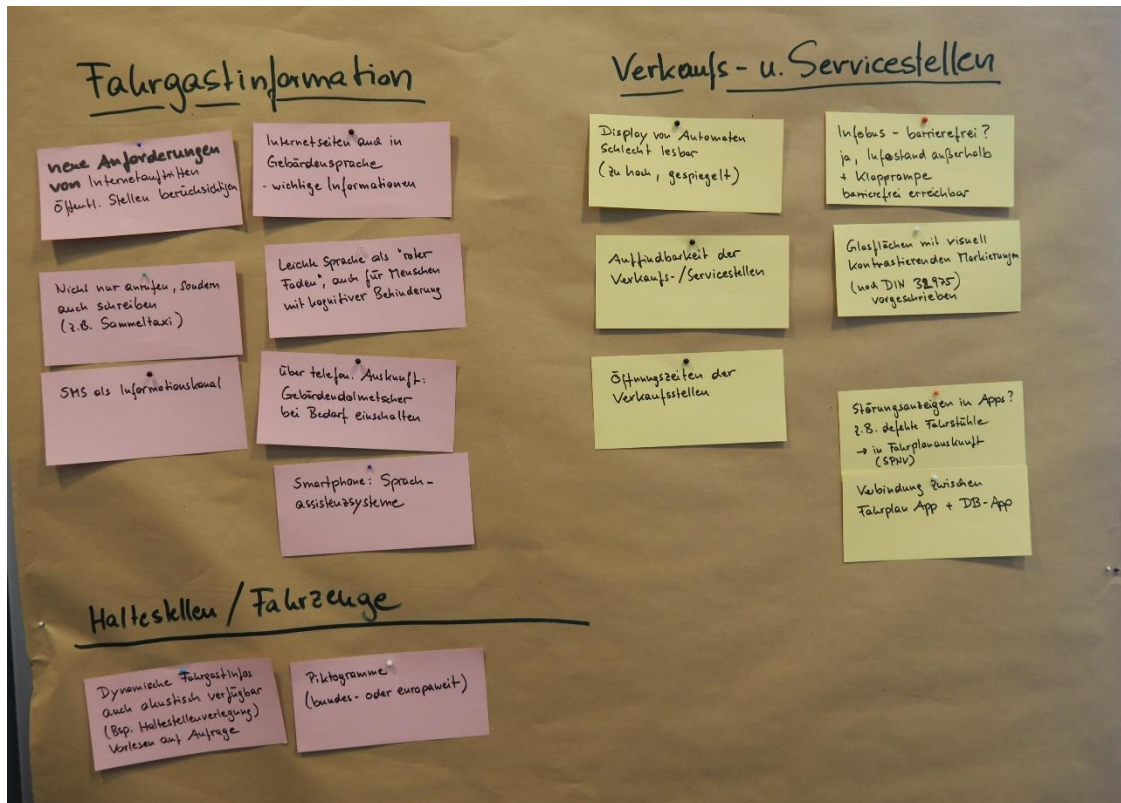 Fahrgastinformation
neue Anforderungen
von Internetauftritten
öffentl. Stellen berücksichtigen
Internetseiten auch in
Gebärdensprache
- wichtige Informationen
Nicht nur anrufen, sondern
auch schreiben
(z.B. Sammeltaxi)
Leichte Sprache als "roter
Faden", auch für Menschen
mit kognitiver Behinderung
SMS als Informationskanal
über telefon. Auskunft:
Gebärdendolmetscher
bei Bedarf einschalten
Smartphone: Sprach-
assistenzsysteme
Verkaufs- u. Servicestellen
Display von Automaten
schlecht lesbar
(zu hoch, gespiegelt)
Infobus - barrierefrei?
ja, Infostand außerhalb
+ Klapprampe
barrierefrei erreichbar
Auffindbarkeit der
Verkaufs-/Servicestellen
Glasflächen mit visuell
kontrastierenden Markierungen
(nach DIN 32975)
vorgeschrieben
Öffnungszeiten der
Verkaufsstellen
Störungsanzeigen in Apps?
z.B. defekte Fahrstühle
→ in Fahrplanauskunft
(SPNV)
Verbindung zwischen
Fahrplan App + DB-App
Haltestellen / Fahrzeuge
Dynamische Fahrgastinfos
auch akustisch verfügbar
(Bsp. Haltestellenverlegung)
Vorlesen auf Anfrage
Piktogramme
(bundes- oder europaweit)